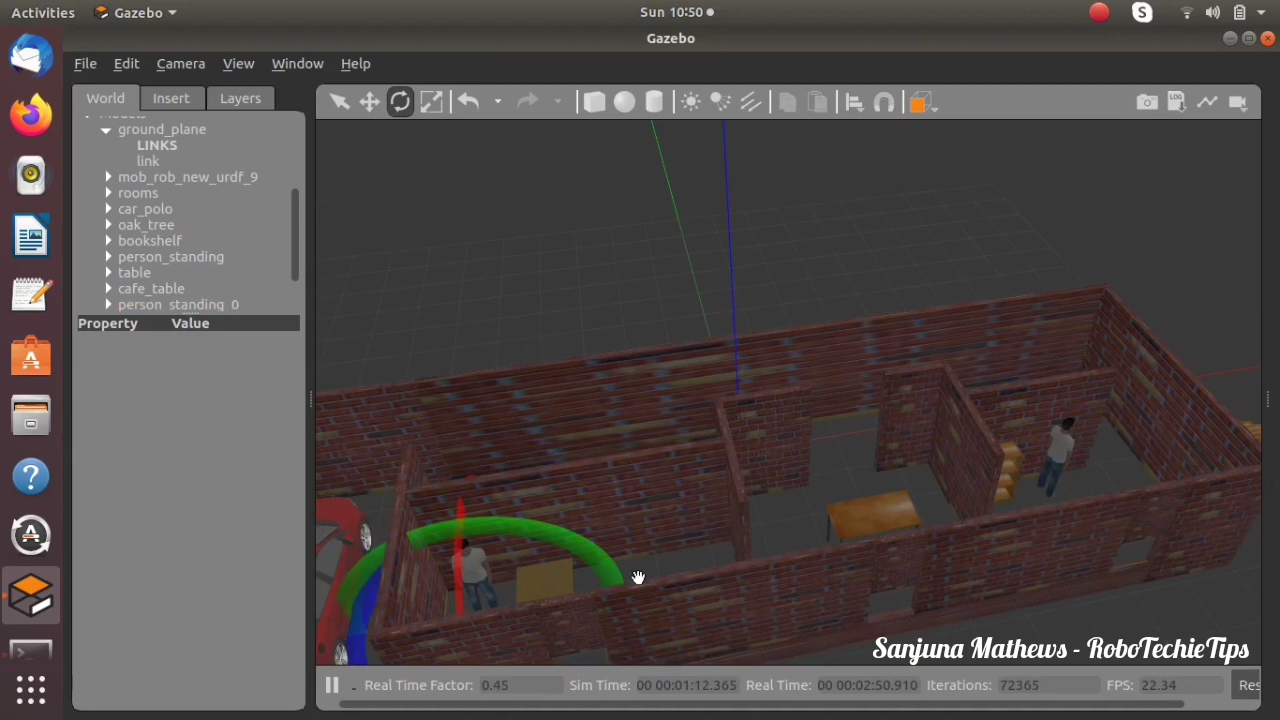 Activities Gazebo Sun 10:50
Gazebo
File Edit Camera View Window Help
World Insert Layers
ground_plane
LINKS
link
mob_rob_new_urdf_9
rooms
car_polo
oak_tree
bookshelf
person_standing
table
cafe_table
person_standing_0
Property Value
LOG
Sanjuna Mathews - RoboTechieTips
Real Time Factor: 0.45 Sim Time: 00 00:01:12.365 Real Time: 00 00:02:50.910 Iterations: 72365 FPS: 22.34 Res